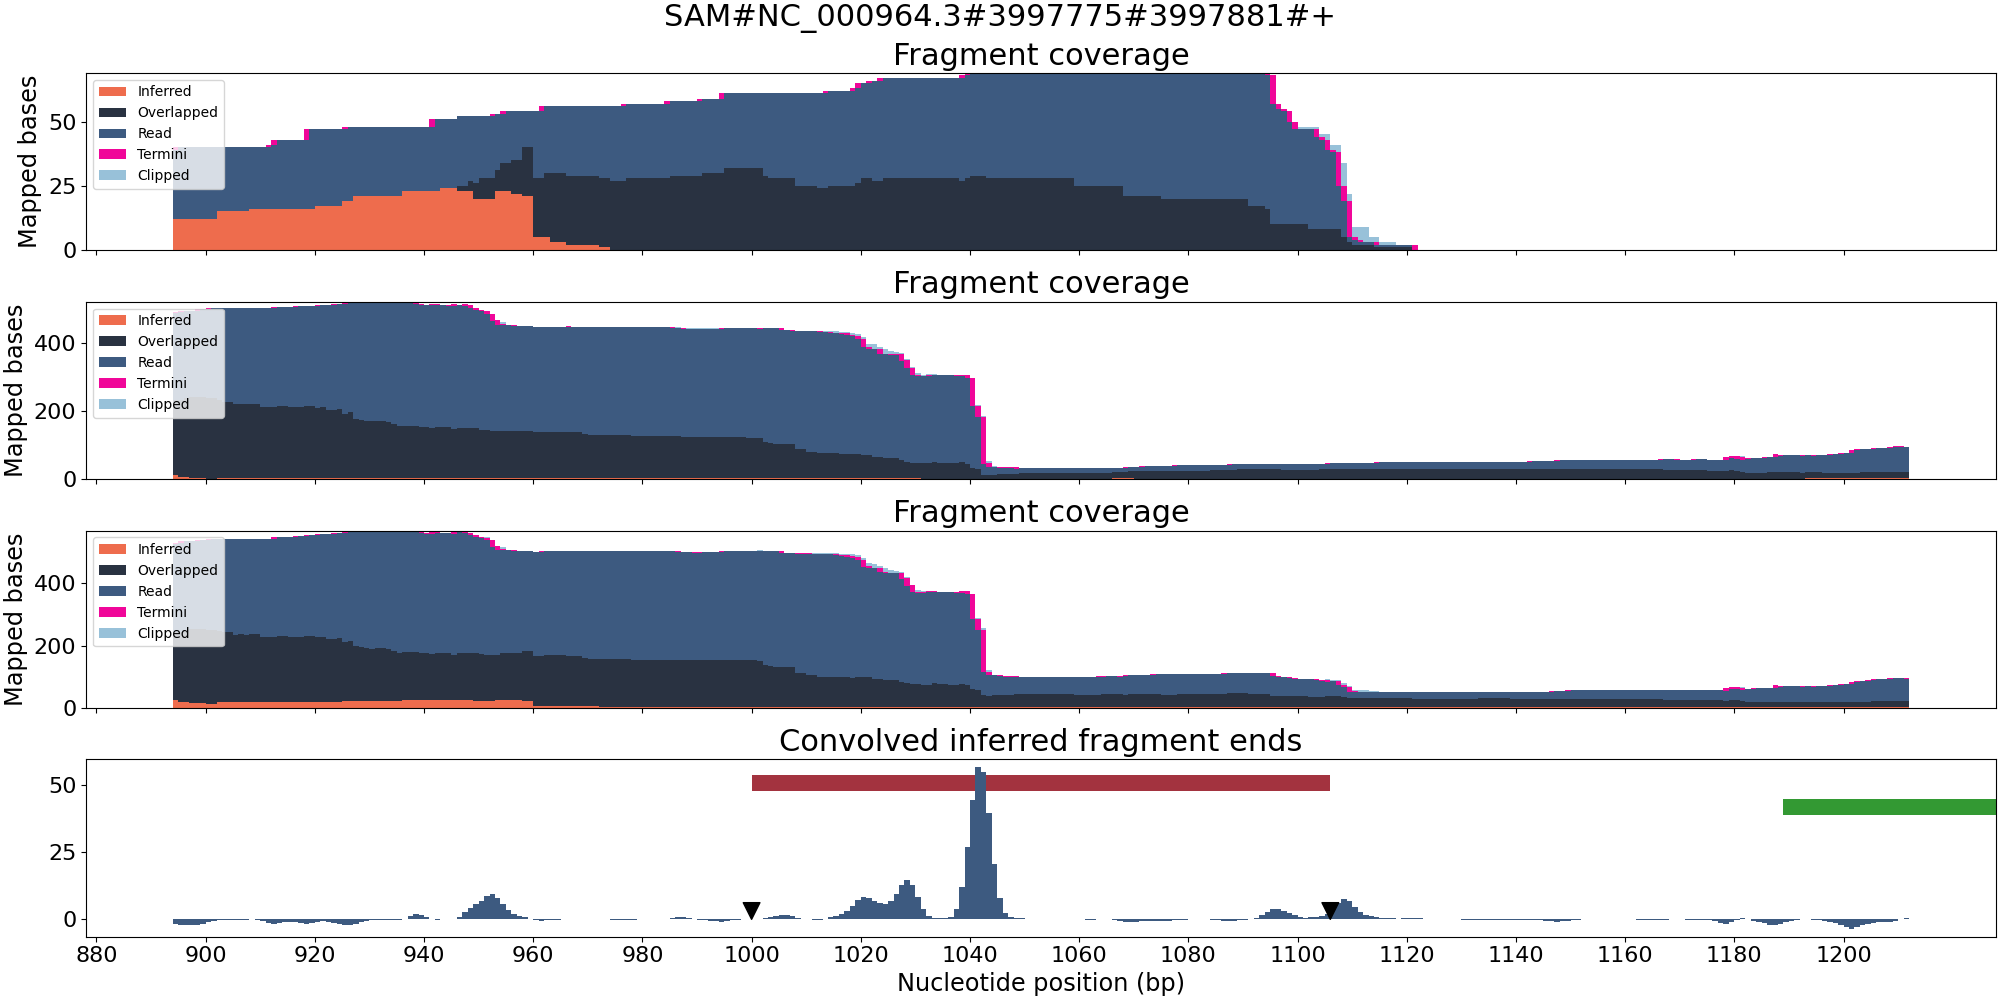 SAM#NC_000964.3#3997775#3997881#+
Fragment coverage
Mapped bases
50
25
0
Inferred
Overlapped
Read
Termini
Clipped
Fragment coverage
Mapped bases
400
200
0
Inferred
Overlapped
Read
Termini
Clipped
Fragment coverage
Mapped bases
400
200
0
Inferred
Overlapped
Read
Termini
Clipped
Convolved inferred fragment ends
50
25
0
880 900 920 940 960 980 1000 1020 1040 1060 1080 1100 1120 1140 1160 1180 1200
Nucleotide position (bp)